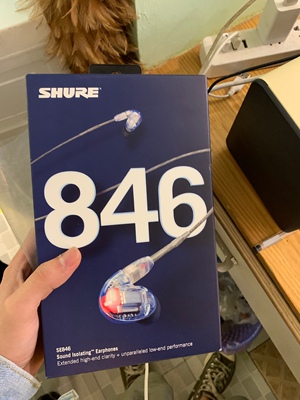 SHURE
846
SE846
Sound Isolating™ Earphones
Extended high-end clarity + unparalleled low-end performance